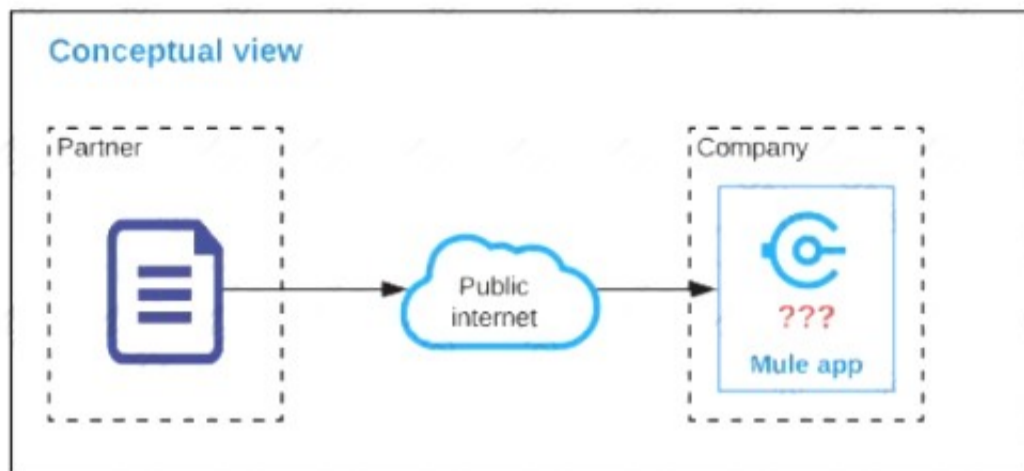 Conceptual view
Partner
Company
Public
internet
???
Mule app